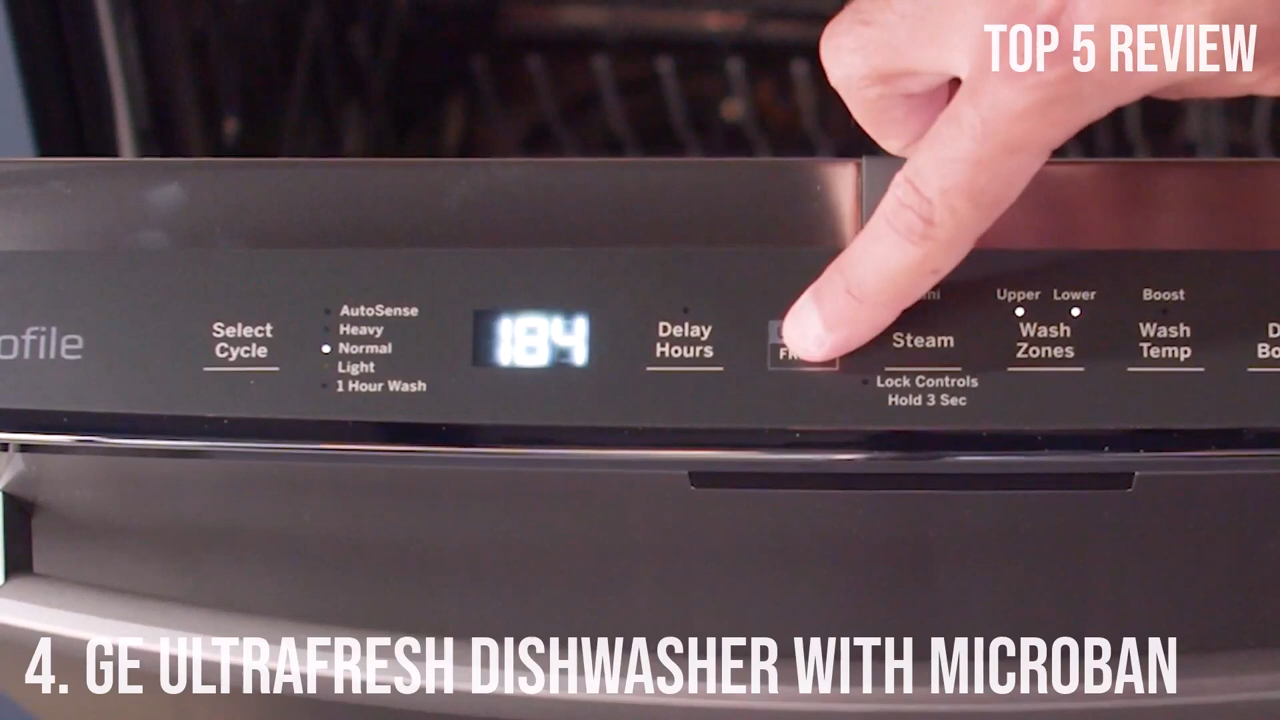 TOP 5 REVIEW
Upper Lower
Boost
AutoSense
Heavy
Normal
Light
1 Hour Wash
ofile
Select
Cycle
184
Delay
Hours
Steam
Wash
Zones
Wash
Temp
Lock Controls
Hold 3 Sec
4. GE ULTRAFRESH DISHWASHER WITH MICROBAN